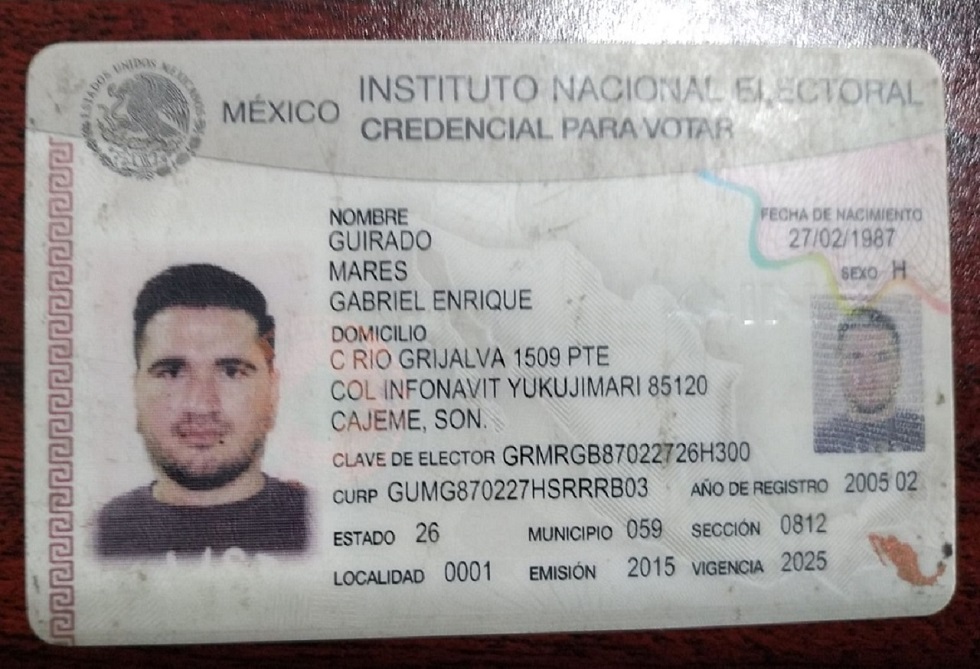 ESTADOS UNIDOS MEXICANOS
MÉXICO
INSTITUTO NACIONAL ELECTORAL
CREDENCIAL PARA VOTAR
NOMBRE
GUIRADO
MARES
GABRIEL ENRIQUE
FECHA DE NACIMIENTO
27/02/1987
SEXO H
DOMICILIO
C RIO GRIJALVA 1509 PTE
COL INFONAVIT YUKUJIMARI 85120
CAJEME, SON.
CLAVE DE ELECTOR GRMRGB87022726H300
CURP GUMG870227HSRRRB03 AÑO DE REGISTRO 2005 02
ESTADO 26 MUNICIPIO 059 SECCIÓN 0812
LOCALIDAD 0001 EMISIÓN 2015 VIGENCIA 2025